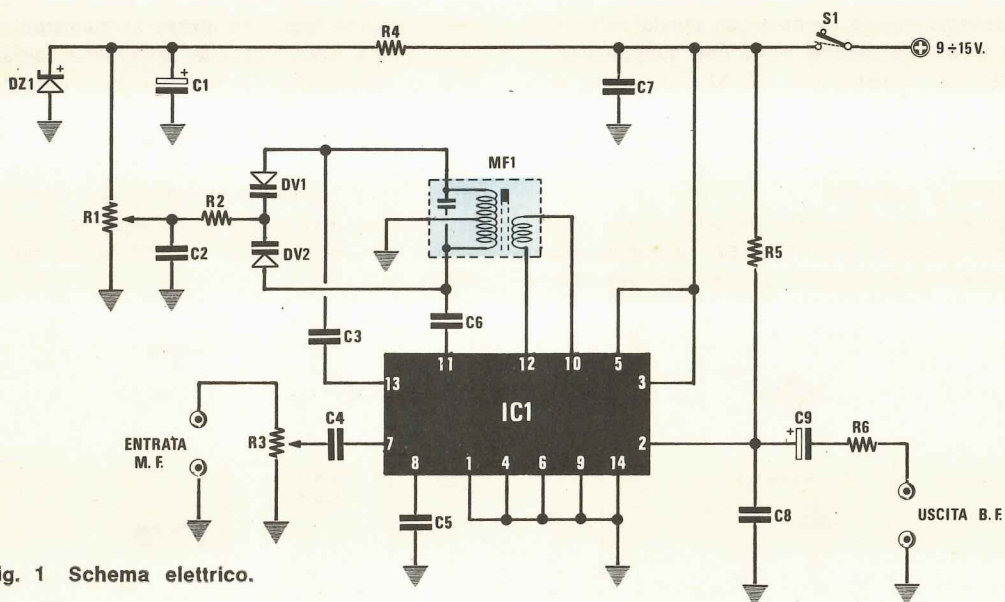 S1
R4
9÷15V.
DZ1
+
C1
C7
MF1
DV1
R1
R2
DV2
C2
R5
C6
C3
11
12
10
5
13
3
IC1
ENTRATA
M. F.
R3
C4
7
2
+
C9
R6
8
1
4
6
9
14
C5
C8
USCITA B. F.
ig. 1 Schema elettrico.